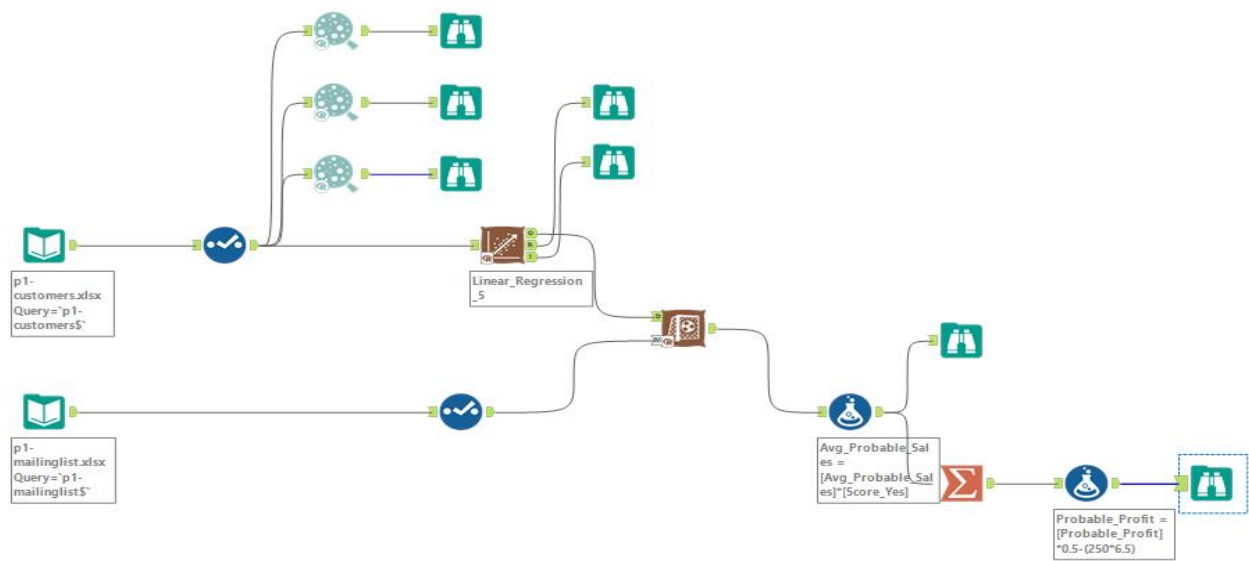 p1-
customers.xlsx
Query=`p1-
customers$`
Linear_Regression
_5
p1-
mailinglist.xlsx
Query=`p1-
mailinglist$`
Avg_Probable_Sal
es =
[Avg_Probable_Sal
es]*[Score_Yes]
Probable_Profit =
[Probable_Profit]
*0.5-(250*6.5)